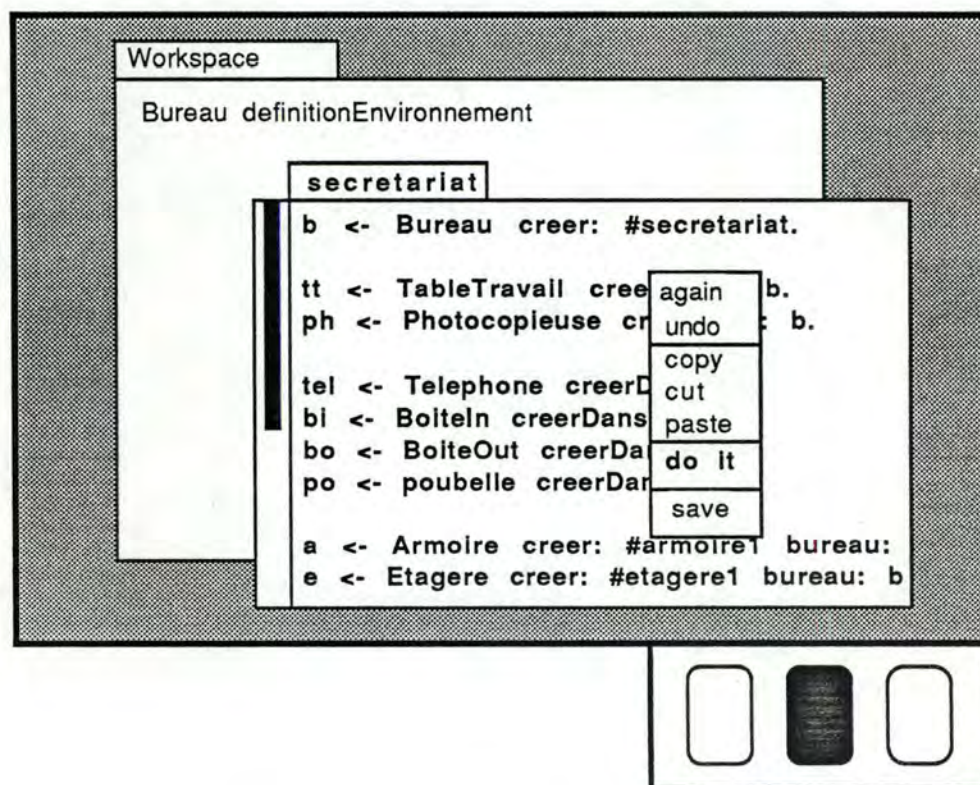 Workspace
Bureau definitionEnvironnement
secretariat
b <- Bureau creer: #secretariat.
tt <- TableTravail cree b.
ph <- Photocopieuse cr : b.
tel <- Telephone creerD
bi <- BoiteIn creerDans
bo <- BoiteOut creerDa
po <- poubelle creerDan
a <- Armoire creer: #armoire1 bureau:
e <- Etagere creer: #etagere1 bureau: b
again
undo
copy
cut
paste
do it
save